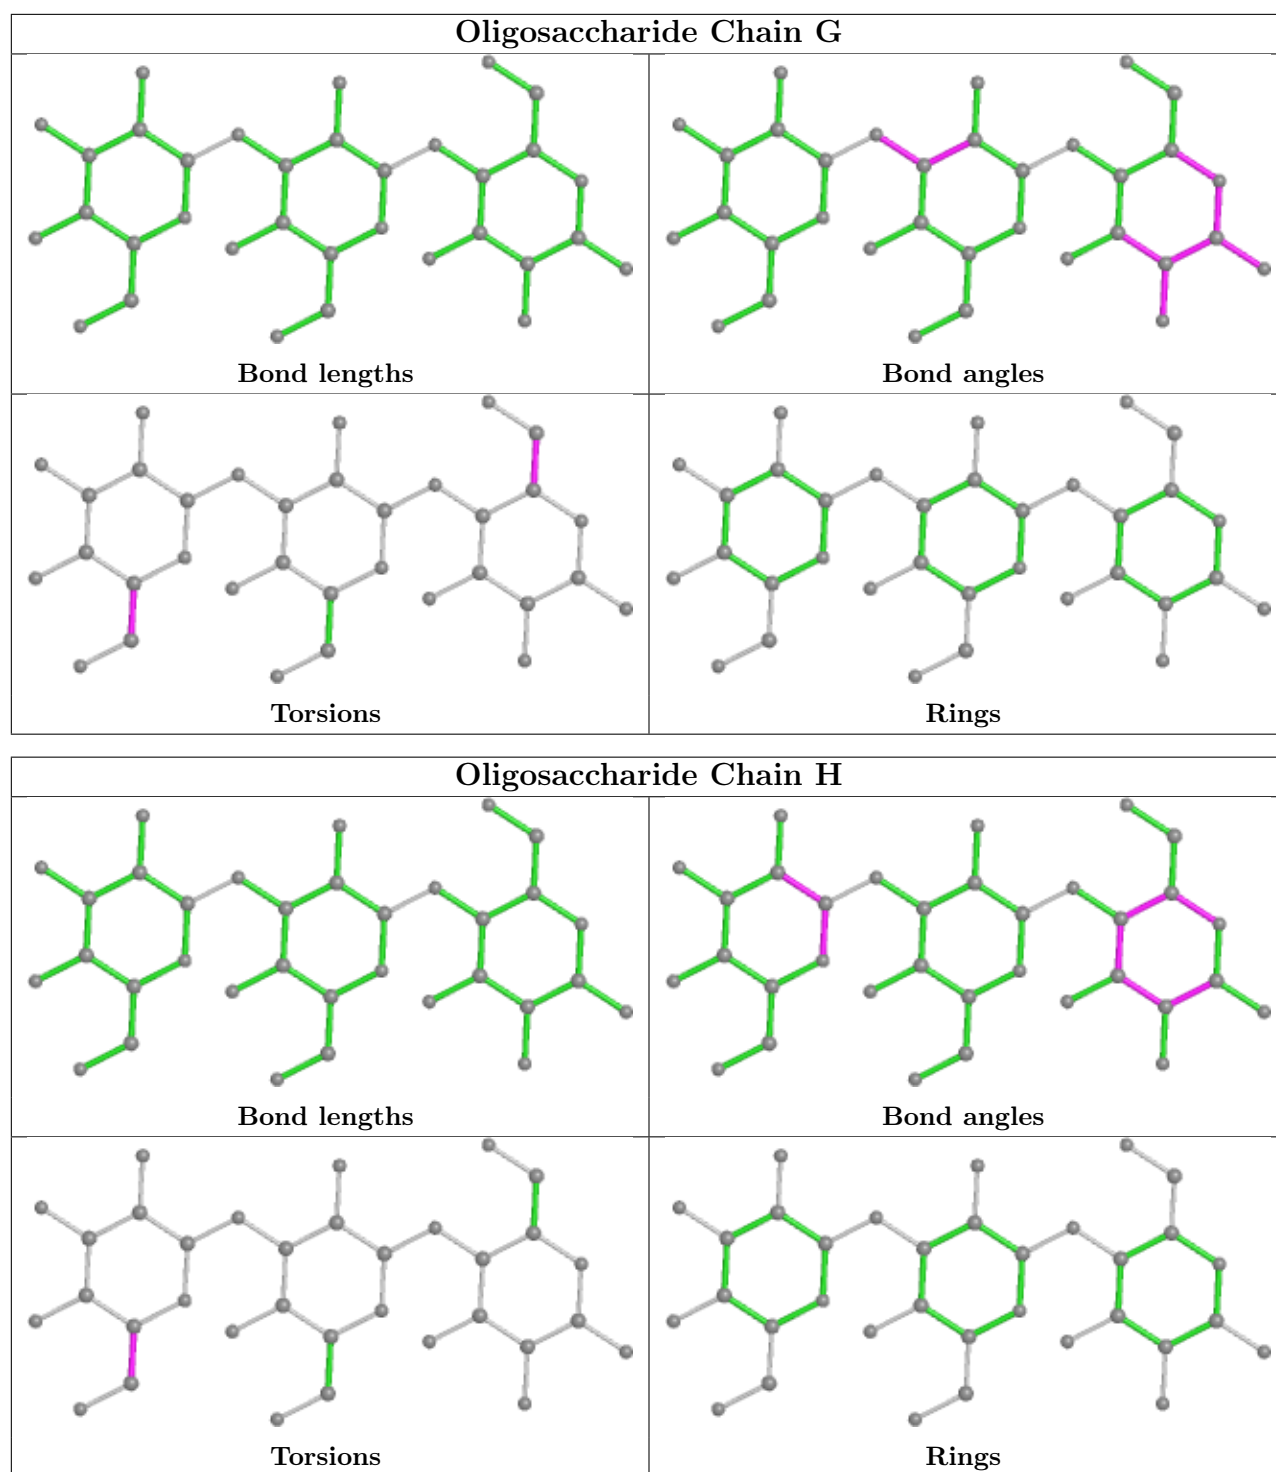 Oligosaccharide Chain G
Bond lengths
Bond angles
Torsions
Rings
Oligosaccharide Chain H
Bond lengths
Bond angles
Torsions
Rings